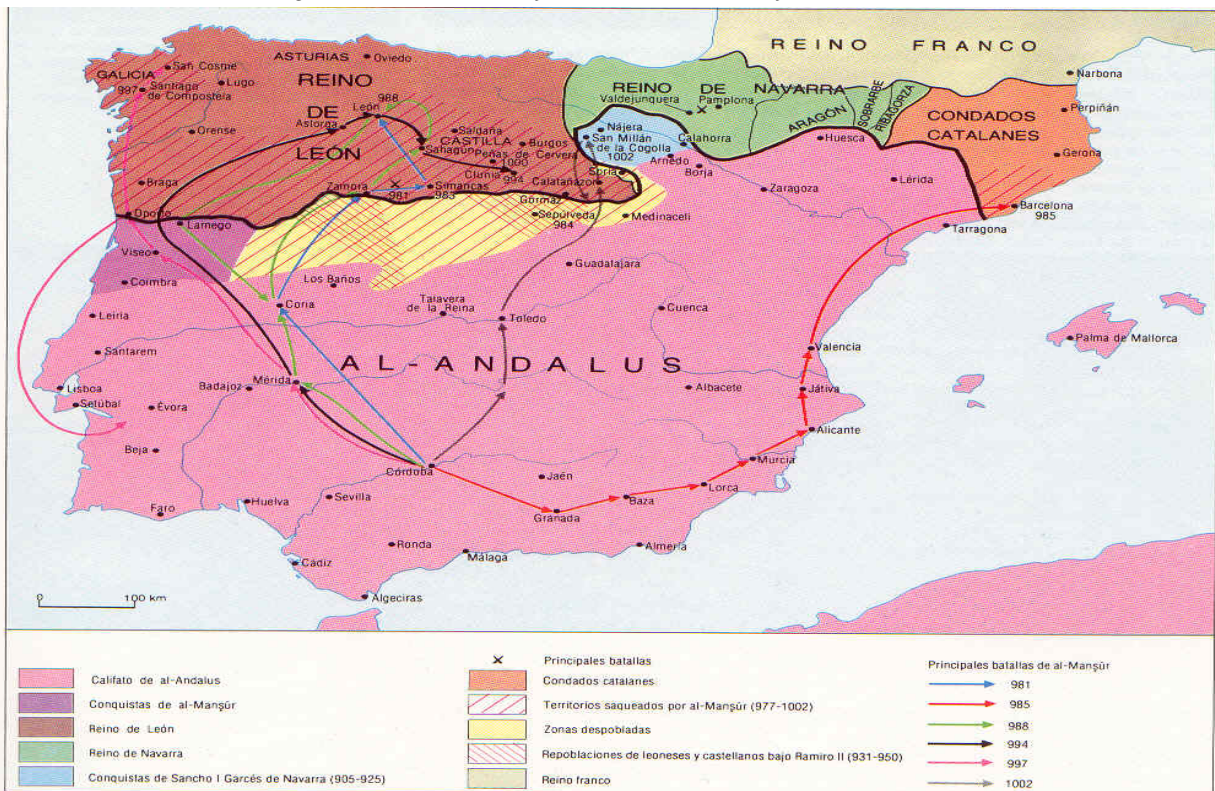 REINO FRANCO
Narbona
Perpiñán
CONDADOS
CATALANES
Gerona
Barcelona
985
Tarragona
REINO
DE NAVARRA
Valdejunquera
Pamplona
ARAGÓN
SOBRARBE
RIBAGORZA
Huesca
Lérida
Zaragoza
Nájera
San Millán
de la Cogolla
1002
Calahorra
Arnedo
Borja
Soria
ASTURIAS
Oviedo
GALICIA
San Cosme
997
Santiago
de Compostela
Lugo
Orense
REINO
DE
LEÓN
León
988
Astorga
Saldaña
CASTILLA
Sahagún
Burgos
Peñas de Cervera
1000
Clunia
994
Calatañazor
Zamora
981
Simancas
983
Gormaz
Sepúlveda
984
Medinaceli
Braga
Oporto
Lamego
Viseo
Coimbra
Leiria
Santarem
Lisboa
Setúbal
Évora
Beja
Faro
Los Baños
Coria
Talavera
de la Reina
Toledo
Guadalajara
Cuenca
AL-ANDALUS
Mérida
Badajoz
Albacete
Valencia
Játiva
Alicante
Murcia
Lorca
Baza
Granada
Jaén
Córdoba
Sevilla
Huelva
Ronda
Málaga
Almería
Cádiz
Algeciras
Palma de Mallorca
0 100 km
Califato de al-Andalus
Conquistas de al-Manṣūr
Reino de León
Reino de Navarra
Conquistas de Sancho I Garcés de Navarra (905-925)
Principales batallas
Condados catalanes
Territorios saqueados por al-Manṣūr (977-1002)
Zonas despobladas
Repoblaciones de leoneses y castellanos bajo Ramiro II (931-950)
Reino franco
Principales batallas de al-Manṣūr
981
985
988
994
997
1002